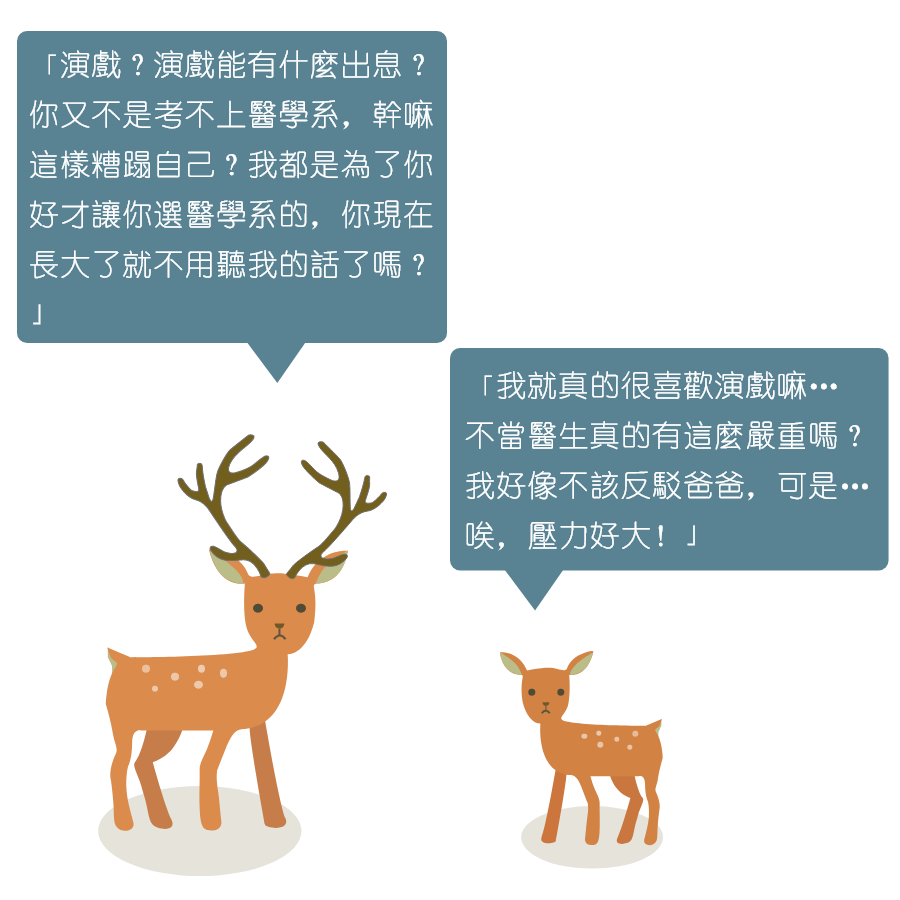 「演戲？演戲能有什麼出息？
你又不是考不上醫學系，幹嘛
這樣糟蹋自己？我都是為了你
好才讓你選醫學系的，你現在
長大了就不用聽我的話了嗎？
」
「我就真的很喜歡演戲嘛…
不當醫生真的有這麼嚴重嗎？
我好像不該反駁爸爸，可是…
唉，壓力好大！」